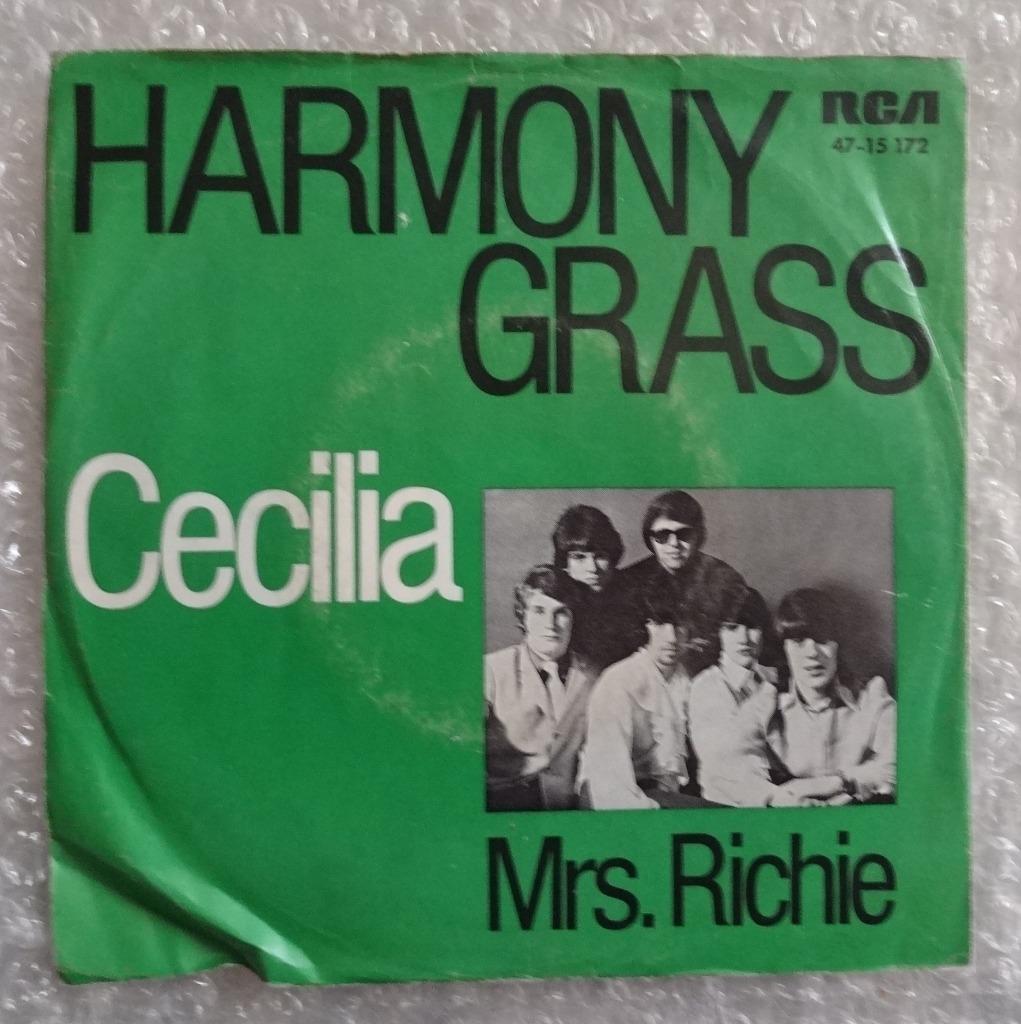 HARMONY
RCA
47-15 172
GRASS
Cecilia
Mrs. Richie